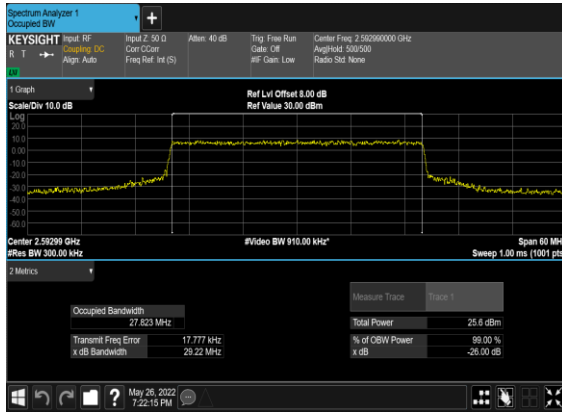 Spectrum Analyzer 1
Occupied BW
+
KEYSIGHT Input: RF Input Z: 50 Ω Atten: 40 dB Trig: Free Run Center Freq: 2.592990000 GHz
R T Coupling: DC Corr CCorr Gate: Off Avg|Hold: 500/500
Align: Auto Freq Ref: Int (S) #IF Gain: Low Radio Std: None
1 Graph
Ref Lvl Offset 8.00 dB
Scale/Div 10.0 dB Ref Value 30.00 dBm
Log
20.0
10.0
0.00
-10.0
-20.0
-30.0
-40.0
-50.0
-60.0
Center 2.59299 GHz #Video BW 910.00 kHz* Span 60 MH
#Res BW 300.00 kHz Sweep 1.00 ms (1001 pts
2 Metrics
Measure Trace Trace 1
Occupied Bandwidth
27.823 MHz Total Power 25.6 dBm
Transmit Freq Error 17.777 kHz % of OBW Power 99.00 %
x dB Bandwidth 29.22 MHz x dB -26.00 dB
? May 26, 2022
7:22:15 PM